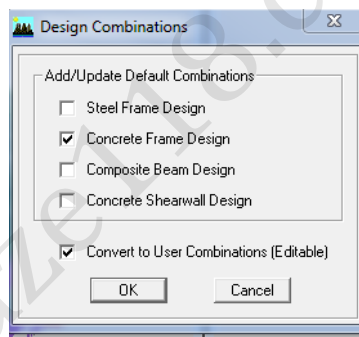 Design Combinations
Add/Update Default Combinations
Steel Frame Design
Concrete Frame Design
Composite Beam Design
Concrete Shearwall Design
Convert to User Combinations (Editable)
OK
Cancel